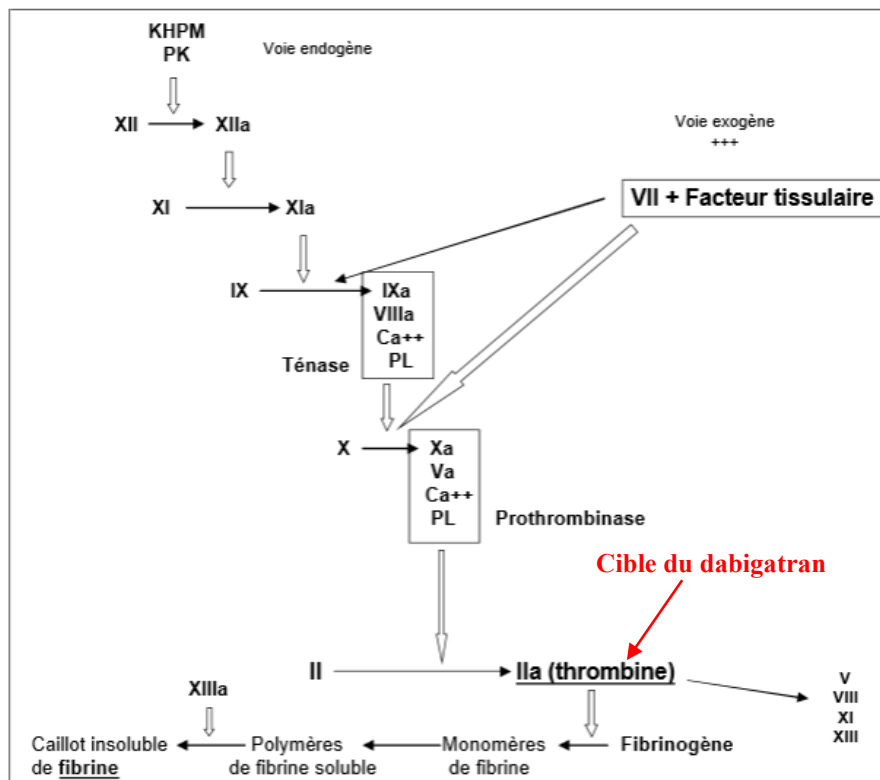 KHPM
PK
Voie endogène
XII
XIIa
Voie exogène
+++
XI
XIa
VII + Facteur tissulaire
IX
IXa
VIIIa
Ca++
PL
Ténase
X
Xa
Va
Ca++
PL
Prothrombinase
Cible du dabigatran
II
IIa (thrombine)
V
VIII
XI
XIII
XIIIa
Caillot insoluble
de fibrine
Polymères
de fibrine soluble
Monomères
de fibrine
Fibrinogène